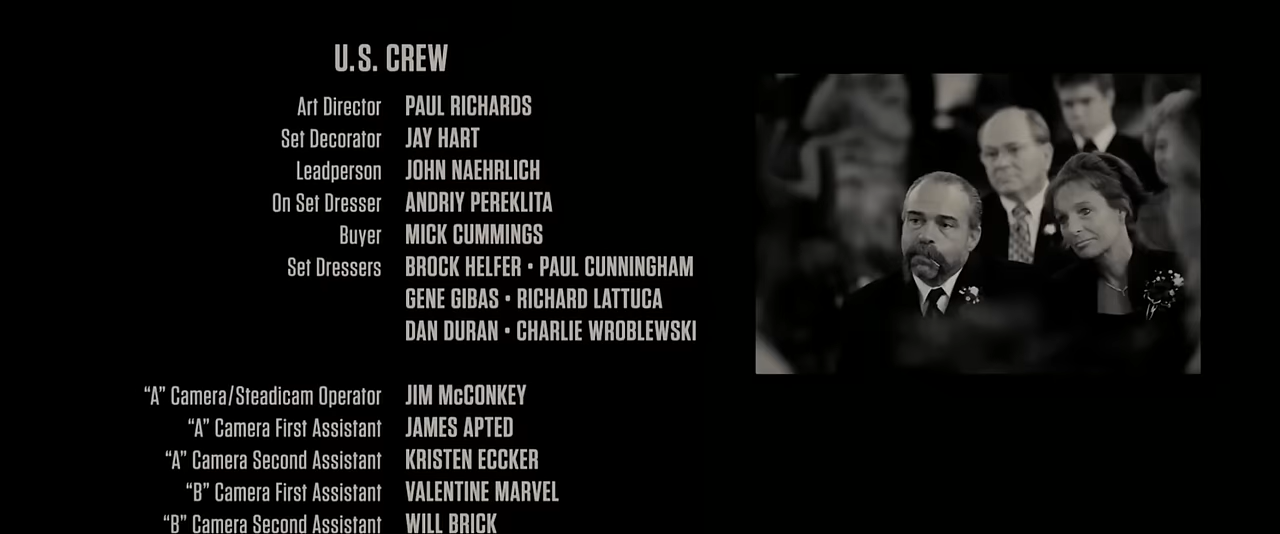 U.S. CREW
Art Director PAUL RICHARDS
Set Decorator JAY HART
Leadperson JOHN NAEHRLICH
On Set Dresser ANDRIY PEREKLITA
Buyer MICK CUMMINGS
Set Dressers BROCK HELFER · PAUL CUNNINGHAM
GENE GIBAS · RICHARD LATTUCA
DAN DURAN · CHARLIE WROBLEWSKI
“A” Camera/Steadicam Operator JIM McCONKEY
“A” Camera First Assistant JAMES APTED
“A” Camera Second Assistant KRISTEN ECCKER
“B” Camera First Assistant VALENTINE MARVEL
“B” Camera Second Assistant WILL BRICK